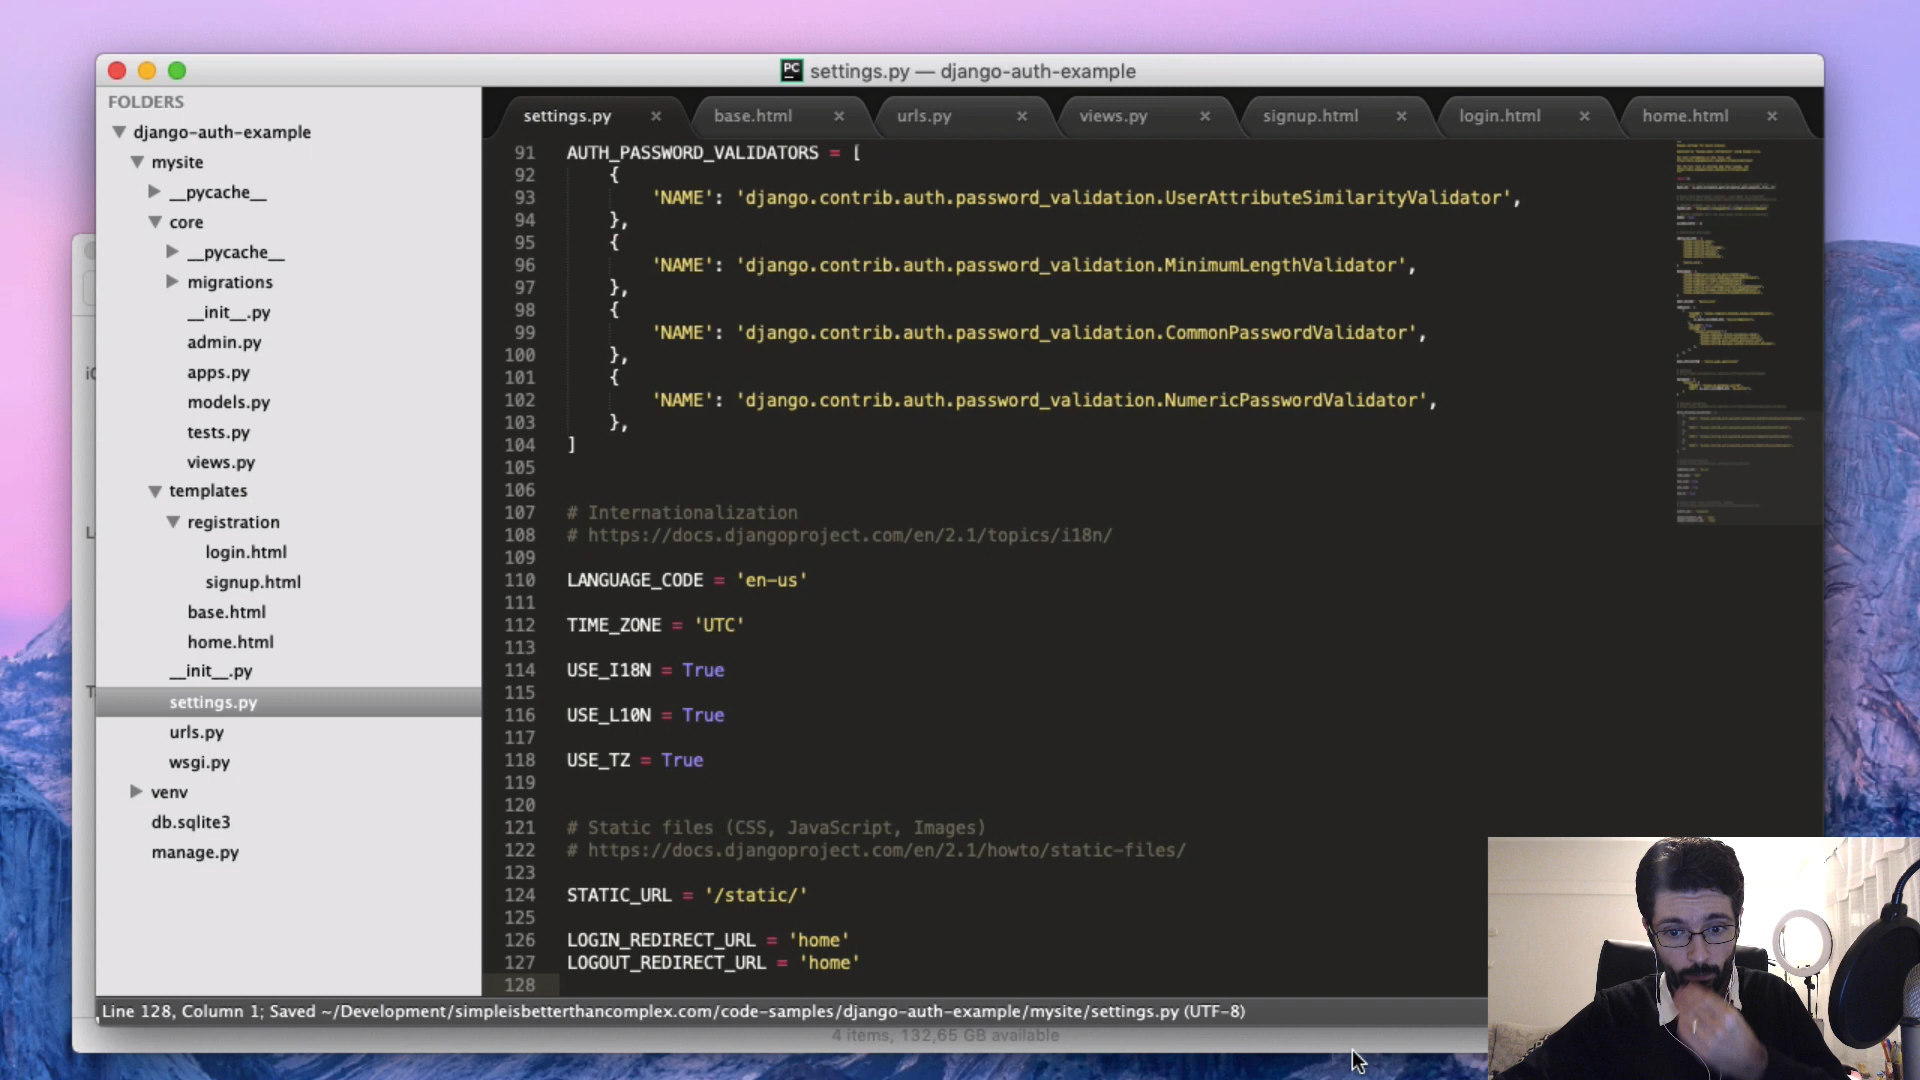 PC settings.py — django-auth-example
FOLDERS
django-auth-example
mysite
__pycache__
core
__pycache__
migrations
__init__.py
admin.py
apps.py
models.py
tests.py
views.py
templates
registration
login.html
signup.html
base.html
home.html
__init__.py
settings.py
urls.py
wsgi.py
venv
db.sqlite3
manage.py
settings.py × base.html × urls.py × views.py × signup.html × login.html × home.html ×
91 AUTH_PASSWORD_VALIDATORS = [
92 {
93 'NAME': 'django.contrib.auth.password_validation.UserAttributeSimilarityValidator',
94 },
95 {
96 'NAME': 'django.contrib.auth.password_validation.MinimumLengthValidator',
97 },
98 {
99 'NAME': 'django.contrib.auth.password_validation.CommonPasswordValidator',
100 },
101 {
102 'NAME': 'django.contrib.auth.password_validation.NumericPasswordValidator',
103 },
104 ]
105
106
107 # Internationalization
108 # https://docs.djangoproject.com/en/2.1/topics/i18n/
109
110 LANGUAGE_CODE = 'en-us'
111
112 TIME_ZONE = 'UTC'
113
114 USE_I18N = True
115
116 USE_L10N = True
117
118 USE_TZ = True
119
120
121 # Static files (CSS, JavaScript, Images)
122 # https://docs.djangoproject.com/en/2.1/howto/static-files/
123
124 STATIC_URL = '/static/'
125
126 LOGIN_REDIRECT_URL = 'home'
127 LOGOUT_REDIRECT_URL = 'home'
128
Line 128, Column 1; Saved ~/Development/simpleisbetterthancomplex.com/code-samples/django-auth-example/mysite/settings.py (UTF-8)
4 items, 132,65 GB available